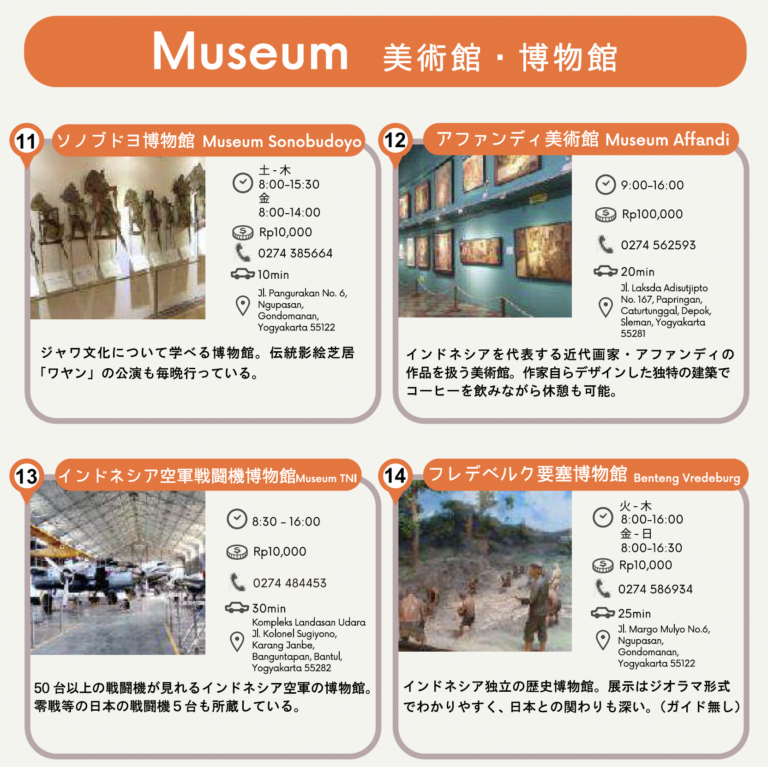 Museum 美術館・博物館
11 ソノブドヨ博物館 Museum Sonobudoyo
土 - 木
8:00-15:30
金
8:00-14:00
Rp10,000
0274 385664
10min
Jl. Pangurakan No. 6,
Ngupasan,
Gondomanan,
Yogyakarta 55122
ジャワ文化について学べる博物館。伝統影絵芝居
「ワヤン」の公演も毎晩行っている。
12 アファンディ美術館 Museum Affandi
9:00-16:00
Rp100,000
0274 562593
20min
Jl. Laksda Adisutjipto
No. 167, Papringan,
Caturtunggal, Depok,
Sleman, Yogyakarta
55281
インドネシアを代表する近代画家・アファンディの
作品を扱う美術館。作家自らデザインした独特の建築で
コーヒーを飲みながら休憩も可能。
13 インドネシア空軍戦闘機博物館Museum TNI
8:30 - 16:00
Rp10,000
0274 484453
30min
Kompleks Landasan Udara
Jl. Kolonel Sugiyono,
Karang Janbe,
Banguntapan, Bantul,
Yogyakarta 55282
50台以上の戦闘機が見れるインドネシア空軍の博物館。
零戦等の日本の戦闘機5台も所蔵している。
14 フレデベルク要塞博物館 Benteng Vredeburg
火 - 木
8:00-16:00
金 - 日
8:00-16:30
Rp10,000
0274 586934
25min
Jl. Margo Mulyo No.6,
Ngupasan,
Gondomanan,
Yogyakarta 55122
インドネシア独立の歴史博物館。展示はジオラマ形式
でわかりやすく、日本との関わりも深い。(ガイド無し)